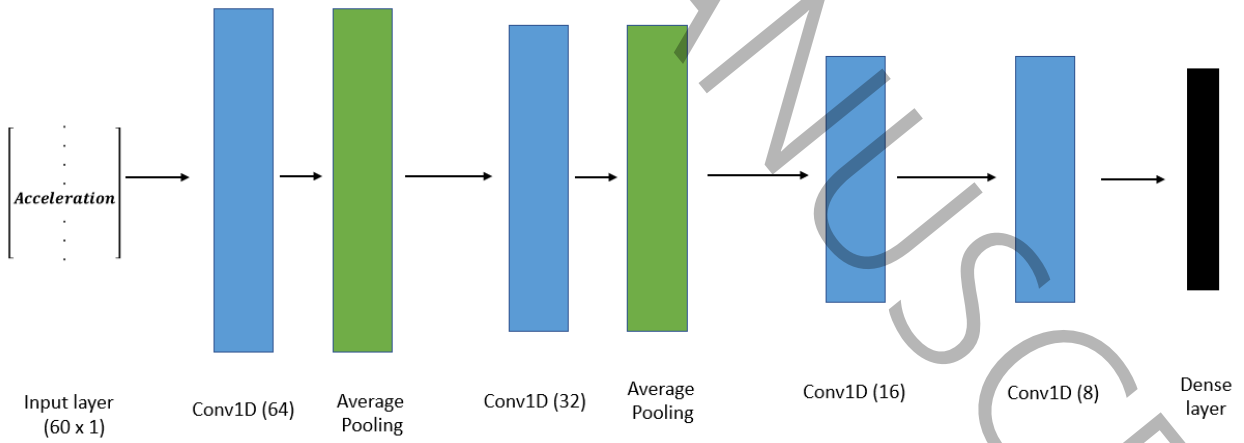 Acceleration
Input layer
(60 x 1)
Conv1D (64)
Average
Pooling
Conv1D (32)
Average
Pooling
Conv1D (16)
Conv1D (8)
Dense
layer
ANUSC